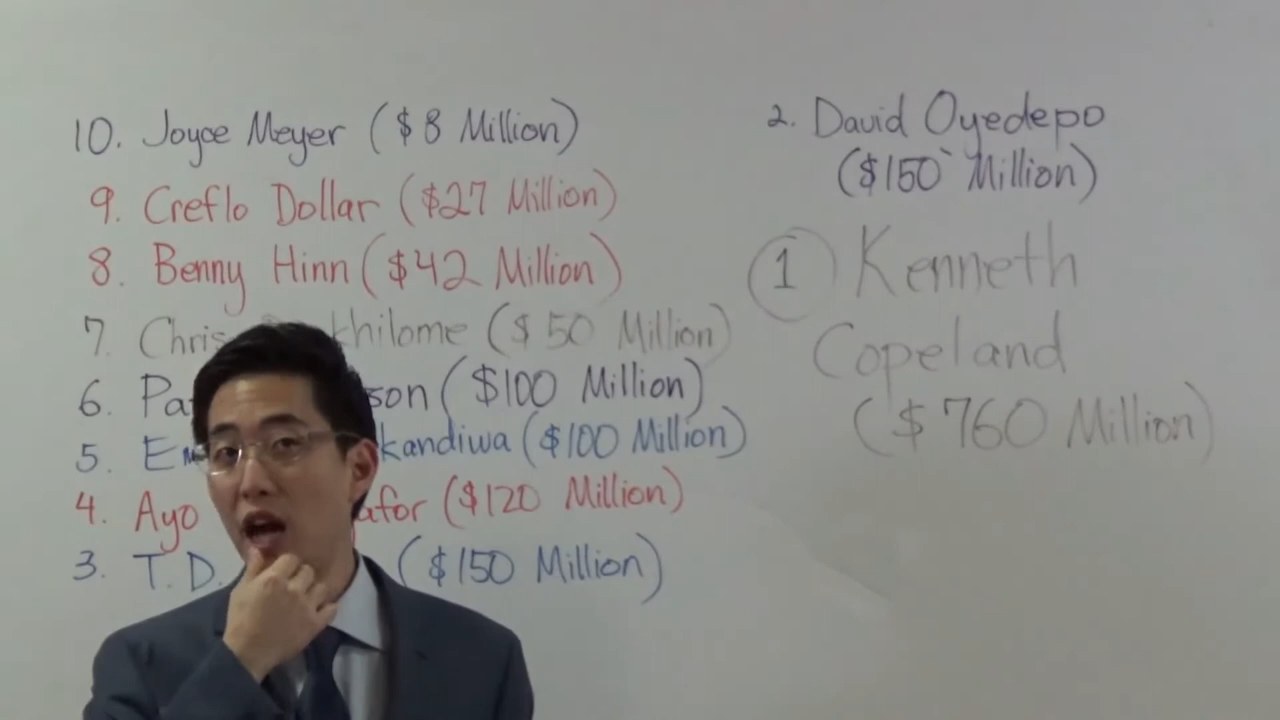 10. Joyce Meyer ($8 Million)
9. Creflo Dollar ($27 Million)
8. Benny Hinn ($42 Million)
7. Chris khilome ($50 Million)
6. Pa son ($100 Million)
5. Em kandiwa ($100 Million)
4. Ayo afor ($120 Million)
3. T.D. ($150 Million)
2. David Oyedepo
($150 Million)
1 Kenneth
Copeland
($760 Million)